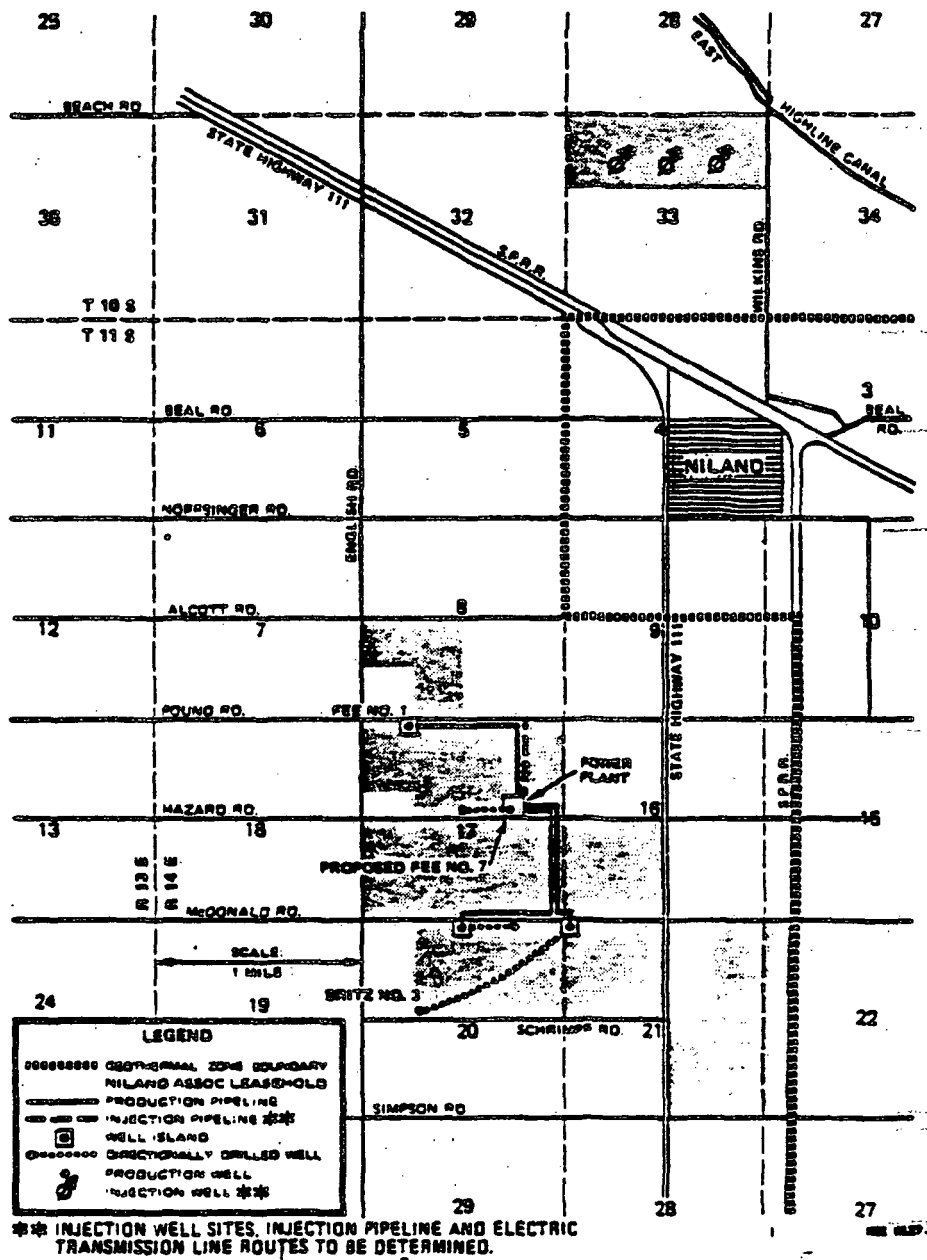 25 30 29 28 27
EAST
HIGHLINE CANAL
BEACH RD
STATE HIGHWAY 111
36 31 32 33 34
S.P.R.R.
WILKINS RD.
T 10 S
T 11 S
3
BEAL RD
BEAL
RD.
11 6 5 4
NILAND
ENGLISH RD.
NOFFSINGER RD.
ALCOTT RD.
12 7 8 9 10
STATE HIGHWAY 111
POUND RD.
FEE NO. 1
S.P.R.R.
POWER
PLANT
HAZARD RD.
13 18 17 16 15
PROPOSED FEE NO. 7
R 13 E
R 14 E
McDONALD RD.
SCALE
1 MILE
BRITZ NO. 3
24 19 20 21 22
SCHRIMPF RD.
LEGEND
GEOTHERMAL ZONE BOUNDARY
NILAND ASSOC LEASEHOLD
PRODUCTION PIPELINE
INJECTION PIPELINE **
WELL ISLAND
DIRECTIONALLY DRILLED WELL
PRODUCTION WELL
INJECTION WELL **
SIMPSON RD
29 28 27
** INJECTION WELL SITES, INJECTION PIPELINE AND ELECTRIC
TRANSMISSION LINE ROUTES TO BE DETERMINED.